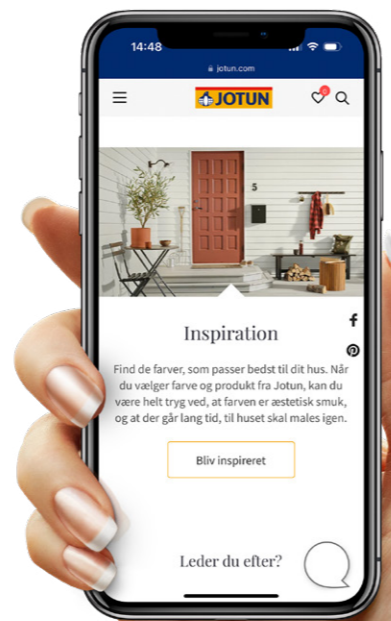 14:48
jotun.com
JOTUN
0
5
Inspiration
Find de farver, som passer bedst til dit hus. Når
du vælger farve og produkt fra Jotun, kan du
være helt tryg ved, at farven er æstetisk smuk,
og at der går lang tid, til huset skal males igen.
Bliv inspireret
Leder du efter?